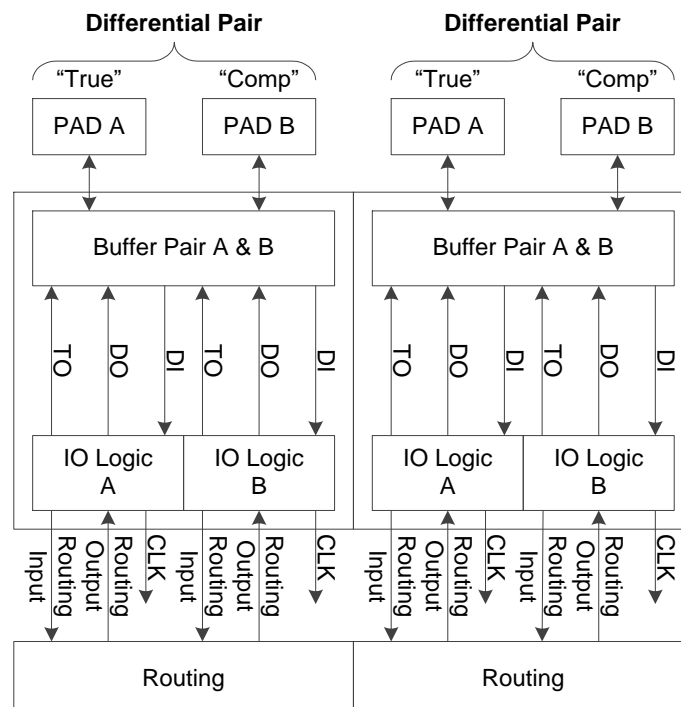 Differential Pair
Differential Pair
“True”
“Comp”
“True”
“Comp”
PAD A
PAD B
PAD A
PAD B
Buffer Pair A & B
Buffer Pair A & B
TO
DO
DI
TO
DO
DI
TO
DO
DI
TO
DO
DI
IO Logic
A
IO Logic
B
IO Logic
A
IO Logic
B
Routing
Input
Routing
Output
CLK
Routing
Input
Routing
Output
CLK
Routing
Input
Routing
Output
CLK
Routing
Input
Routing
Output
CLK
Routing
Routing